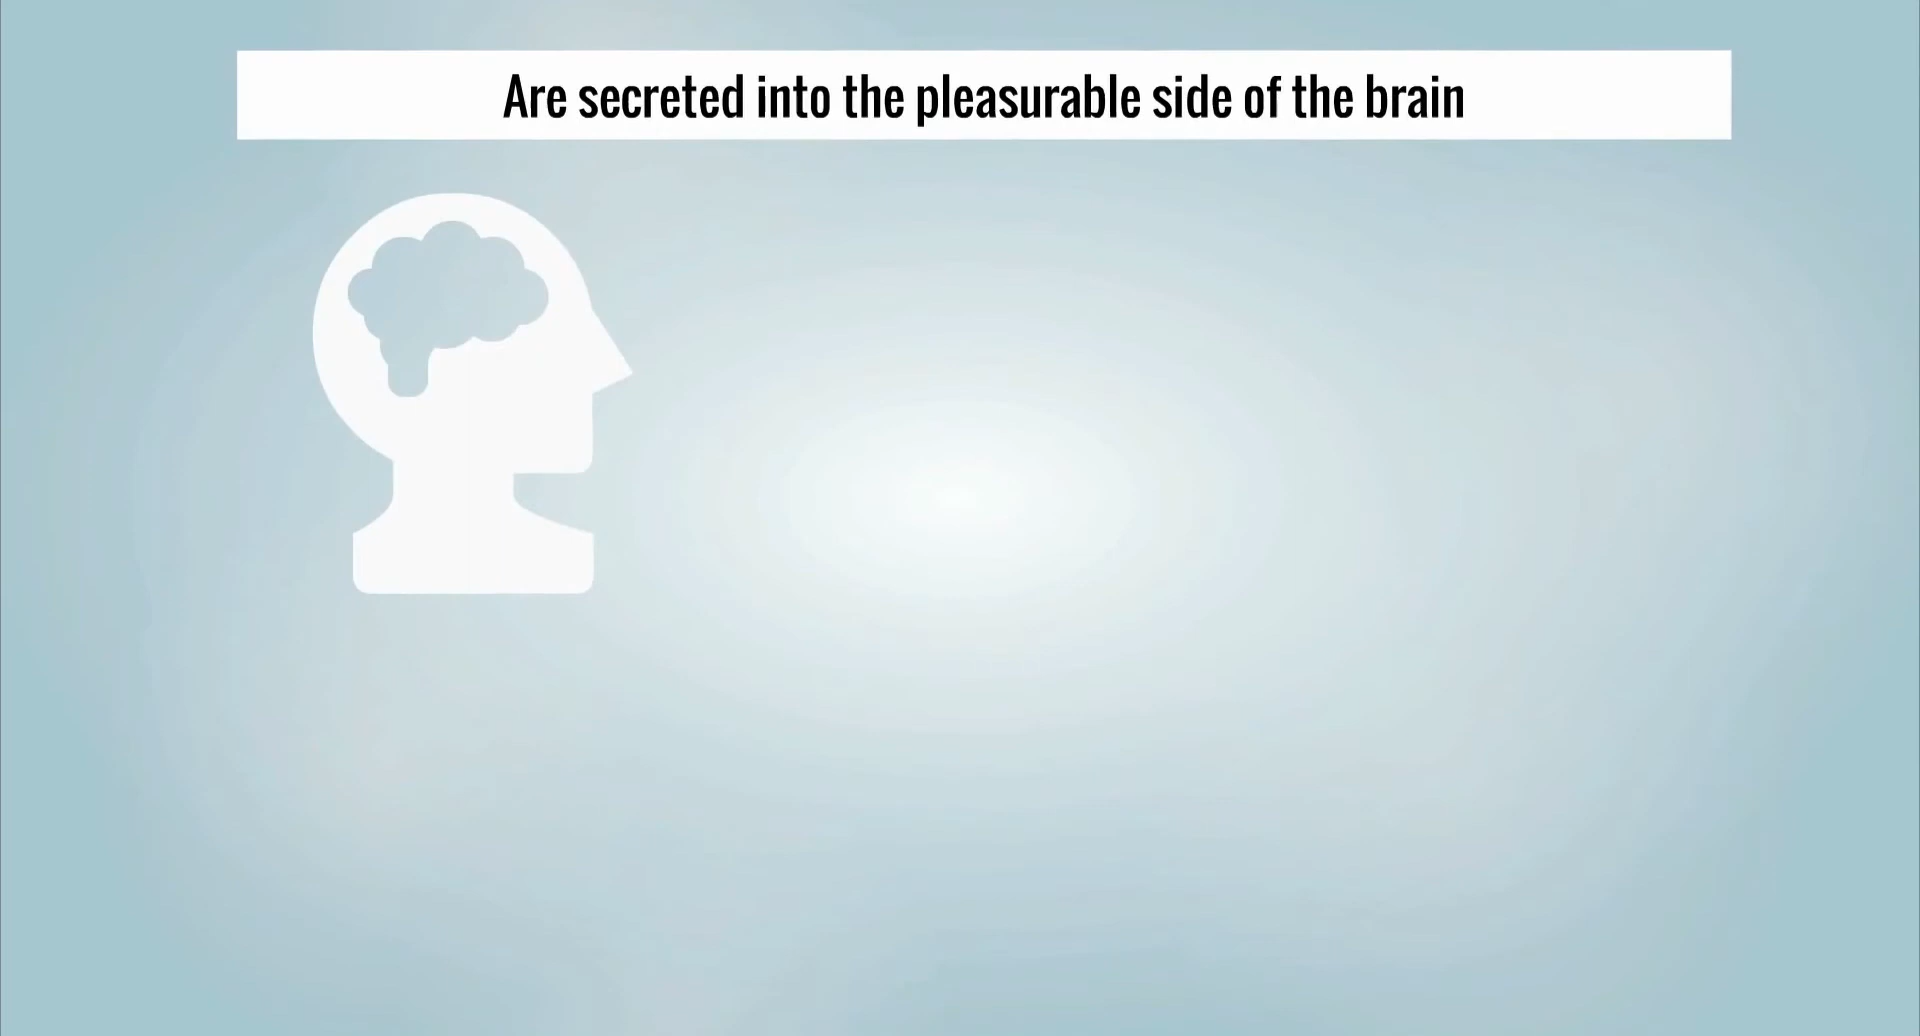 Are secreted into the pleasurable side of the brain